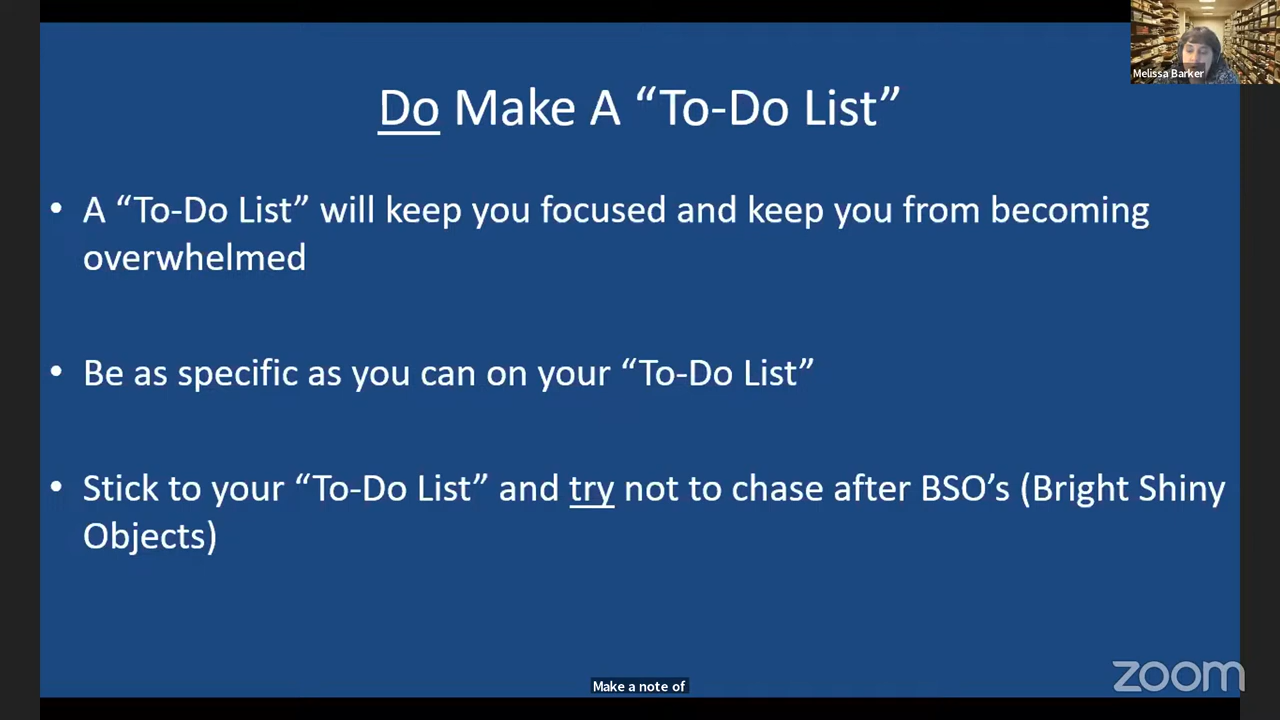 Melissa Barker
Do Make A “To-Do List”
• A “To-Do List” will keep you focused and keep you from becoming
overwhelmed
• Be as specific as you can on your “To-Do List”
• Stick to your “To-Do List” and try not to chase after BSO’s (Bright Shiny
Objects)
zoom
Make a note of